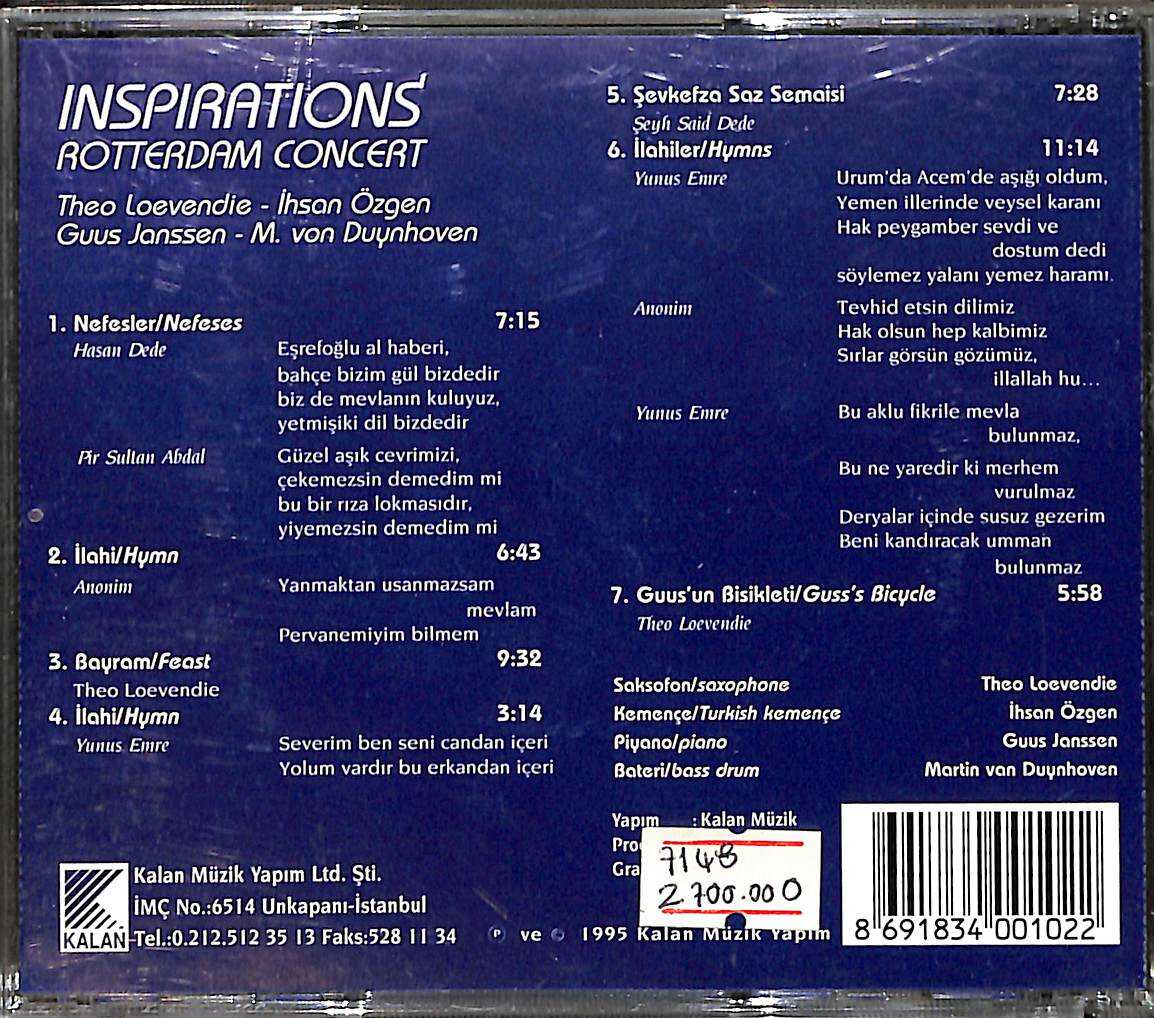 INSPIRATIONS
ROTTERDAM CONCERT
Theo Loevendie - İhsan Özgen
Guus Janssen - M. von Duynhoven
1. Nefesler/Nefeses 7:15
Hasan Dede
Eşrefoğlu al haberi,
bahçe bizim gül bizdedir
biz de mevlanın kuluyuz,
yetmişiki dil bizdedir
Pir Sultan Abdal
Güzel aşık cevrimizi,
çekemezsin demedim mi
bu bir rıza lokmasıdır,
yiyemezsin demedim mi
2. İlahi/Hymn 6:43
Anonim
Yanmaktan usanmazsam
mevlam
Pervanemiyim bilmem
3. Bayram/Feast 9:32
Theo Loevendie
4. İlahi/Hymn 3:14
Yunus Emre
Severim ben seni candan içeri
Yolum vardır bu erkandan içeri
5. Şevkefza Saz Semaisi 7:28
Şeyh Said Dede
6. İlahiler/Hymns 11:14
Yunus Emre
Urum'da Acem'de aşığı oldum,
Yemen illerinde veysel karanı
Hak peygamber sevdi ve
dostum dedi
söylemez yalanı yemez haramı.
Anonim
Tevhid etsin dilimiz
Hak olsun hep kalbimiz
Sırlar görsün gözümüz,
illallah hu...
Yunus Emre
Bu aklu fikrile mevla
bulunmaz,
Bu ne yaredir ki merhem
vurulmaz
Deryalar içinde susuz gezerim
Beni kandıracak umman
bulunmaz
7. Guus'un Bisikleti/Guss's Bicycle 5:58
Theo Loevendie
Saksofon/saxophone Theo Loevendie
Kemençe/Turkish kemençe İhsan Özgen
Piyano/piano Guus Janssen
Bateri/bass drum Martin van Duynhoven
Yapım : Kalan Müzik
Pro
Gra
7148
2.700.000
KALAN
Kalan Müzik Yapım Ltd. Şti.
İMÇ No.:6514 Unkapanı-İstanbul
Tel.:0.212.512 35 13 Faks:528 11 34
℗ ve © 1995 Kalan Müzik Yapım
8 691834 001022